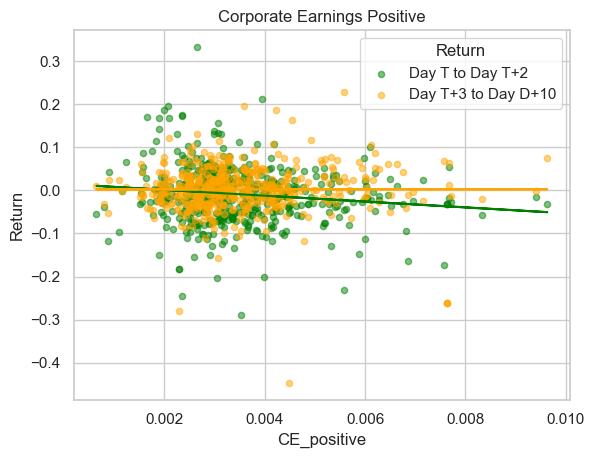 Corporate Earnings Positive
Return
Day T to Day T+2
Day T+3 to Day D+10
Return
0.3
0.2
0.1
0.0
−0.1
−0.2
−0.3
−0.4
0.002
0.004
0.006
0.008
0.010
CE_positive